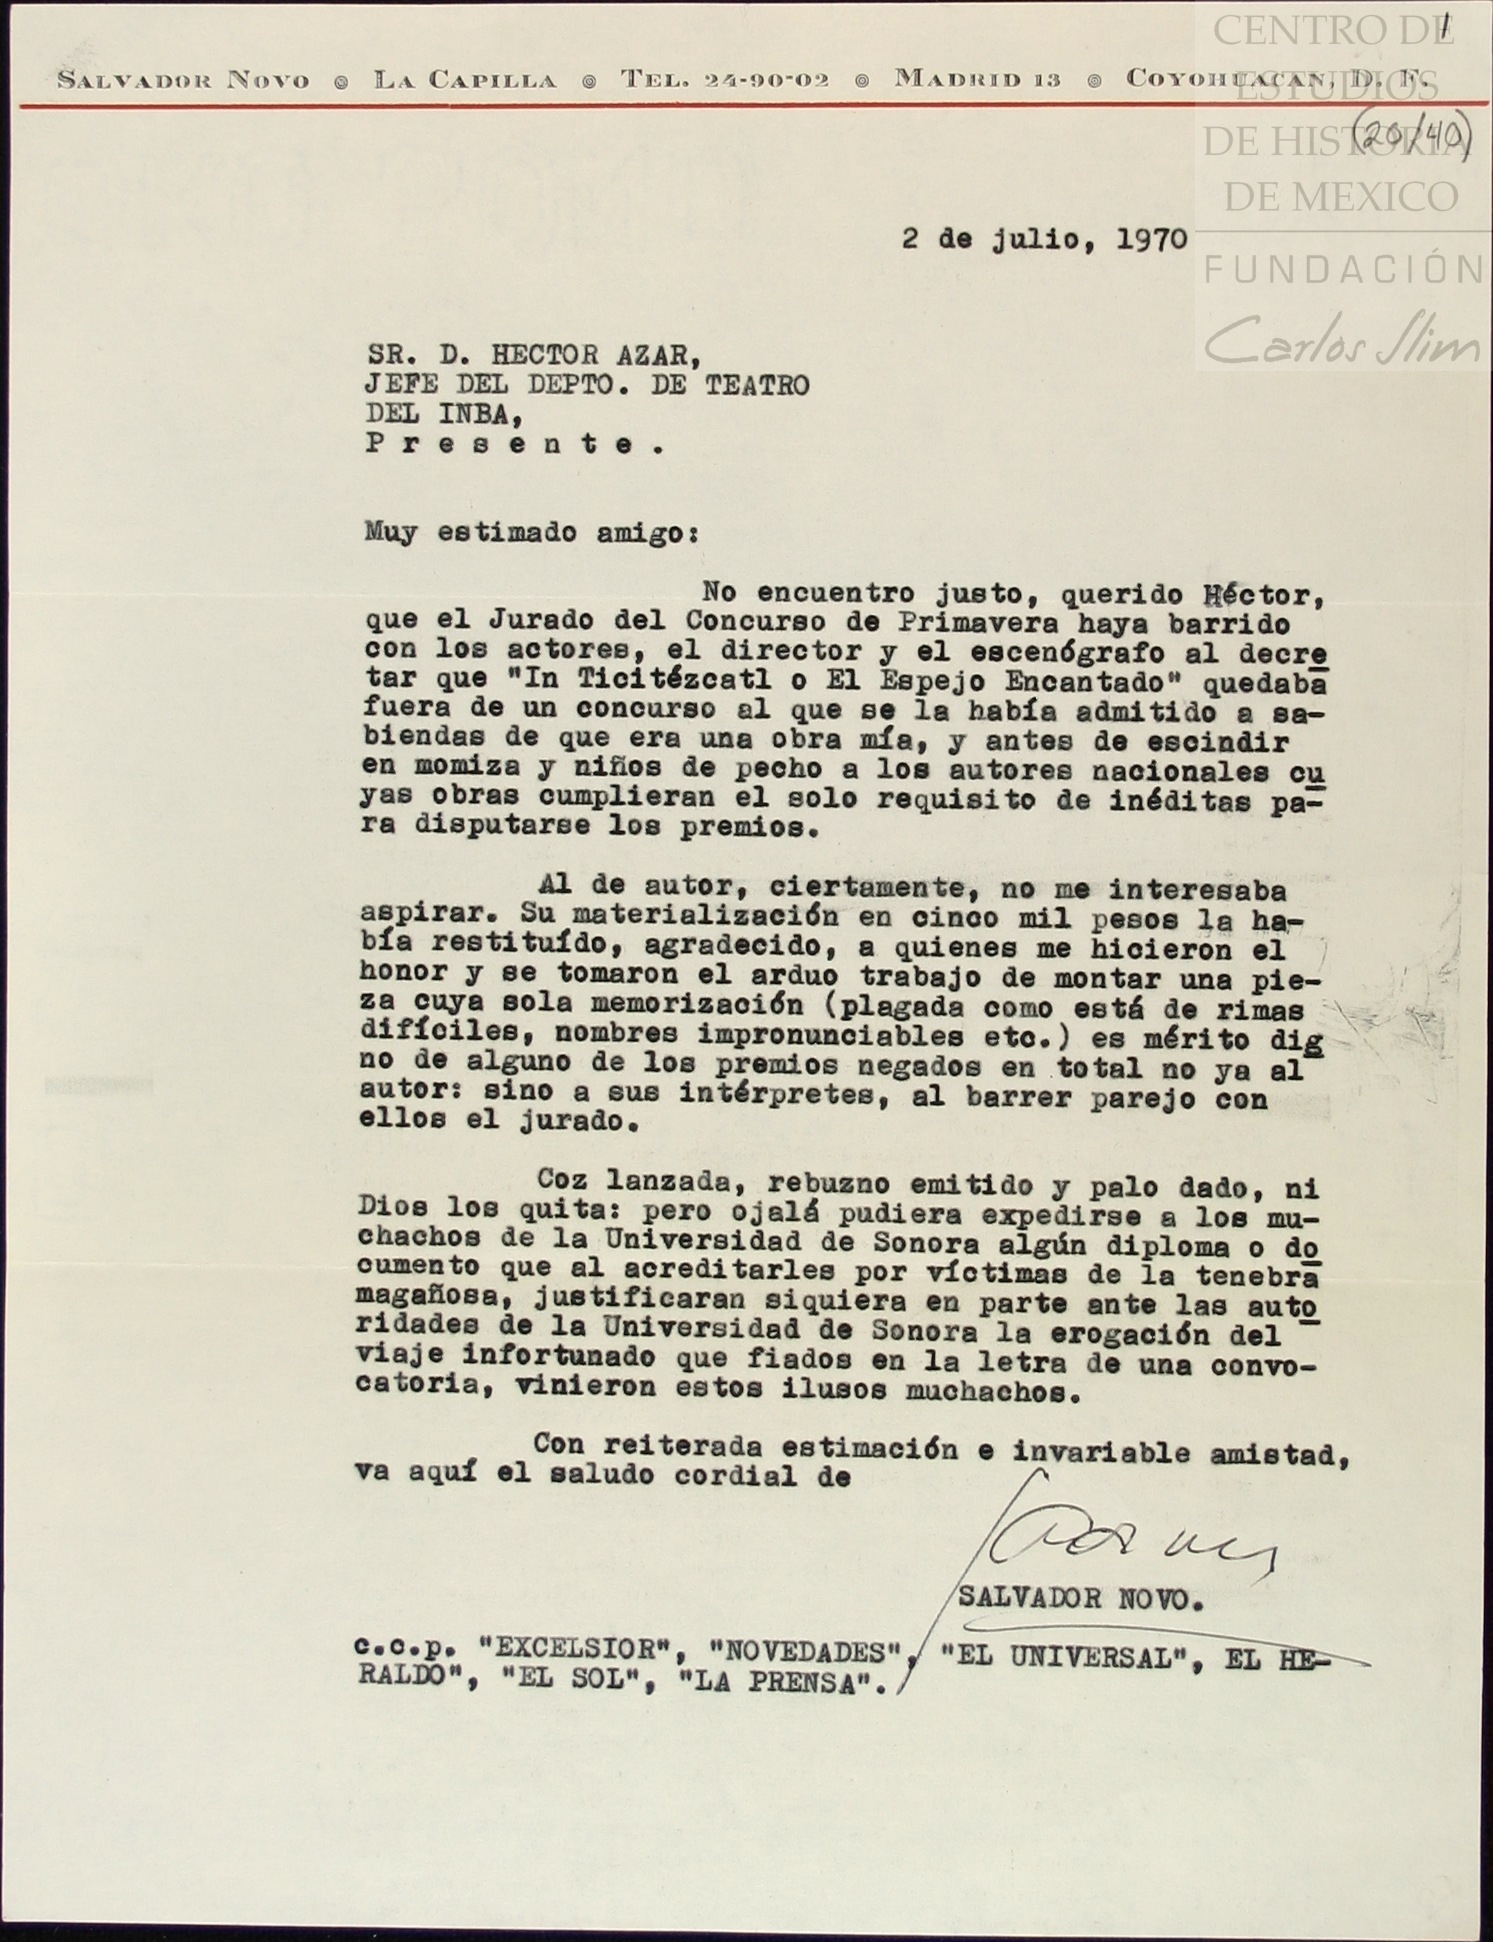 1
CENTRO DE
ESTUDIOS
DE HISTORIA
DE MEXICO
FUNDACIÓN
Carlos Slim
SALVADOR NOVO ◎ LA CAPILLA ◎ TEL. 24-90-02 ◎ MADRID 13 ◎ COYOHUACAN, D. F.
(20/40)
2 de julio, 1970
SR. D. HECTOR AZAR,
JEFE DEL DEPTO. DE TEATRO
DEL INBA,
P r e s e n t e .
Muy estimado amigo:
No encuentro justo, querido Héctor,
que el Jurado del Concurso de Primavera haya barrido
con los actores, el director y el escenógrafo al decre
tar que "In Ticitézcatl o El Espejo Encantado" quedaba
fuera de un concurso al que se la había admitido a sa-
biendas de que era una obra mía, y antes de escindir
en momiza y niños de pecho a los autores nacionales cu
yas obras cumplieran el solo requisito de inéditas pa-
ra disputarse los premios.
Al de autor, ciertamente, no me interesaba
aspirar. Su materialización en cinco mil pesos la ha-
bía restituído, agradecido, a quienes me hicieron el
honor y se tomaron el arduo trabajo de montar una pie-
za cuya sola memorización (plagada como está de rimas
difíciles, nombres impronunciables etc.) es mérito dig
no de alguno de los premios negados en total no ya al
autor: sino a sus intérpretes, al barrer parejo con
ellos el jurado.
Coz lanzada, rebuzno emitido y palo dado, ni
Dios los quita: pero ojalá pudiera expedirse a los mu-
chachos de la Universidad de Sonora algún diploma o do
cumento que al acreditarles por víctimas de la tenebra
magañosa, justificaran siquiera en parte ante las auto
ridades de la Universidad de Sonora la erogación del
viaje infortunado que fiados en la letra de una convo-
catoria, vinieron estos ilusos muchachos.
Con reiterada estimación e invariable amistad,
va aquí el saludo cordial de
SALVADOR NOVO.
c.c.p. "EXCELSIOR", "NOVEDADES", "EL UNIVERSAL", EL HE-
RALDO", "EL SOL", "LA PRENSA".